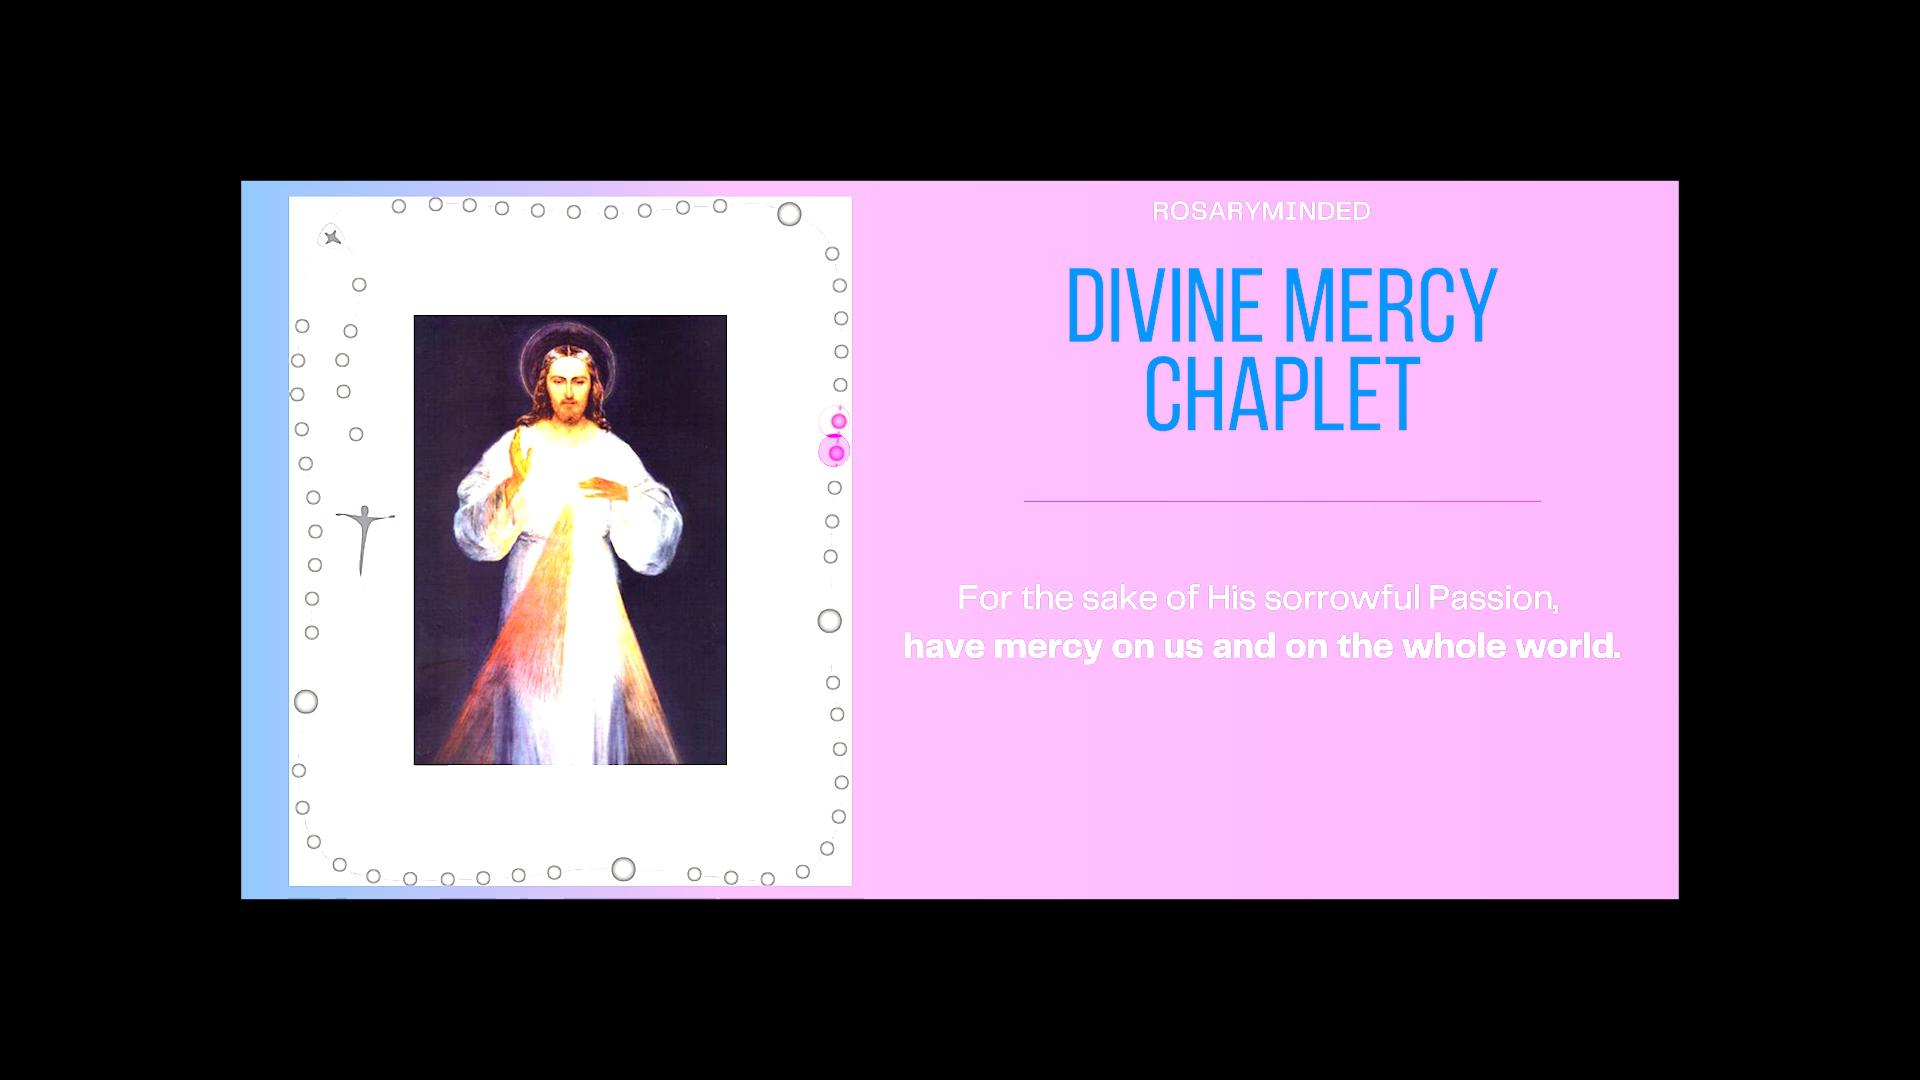 ROSARYMINDED
DIVINE MERCY
CHAPLET
For the sake of His sorrowful Passion,
have mercy on us and on the whole world.